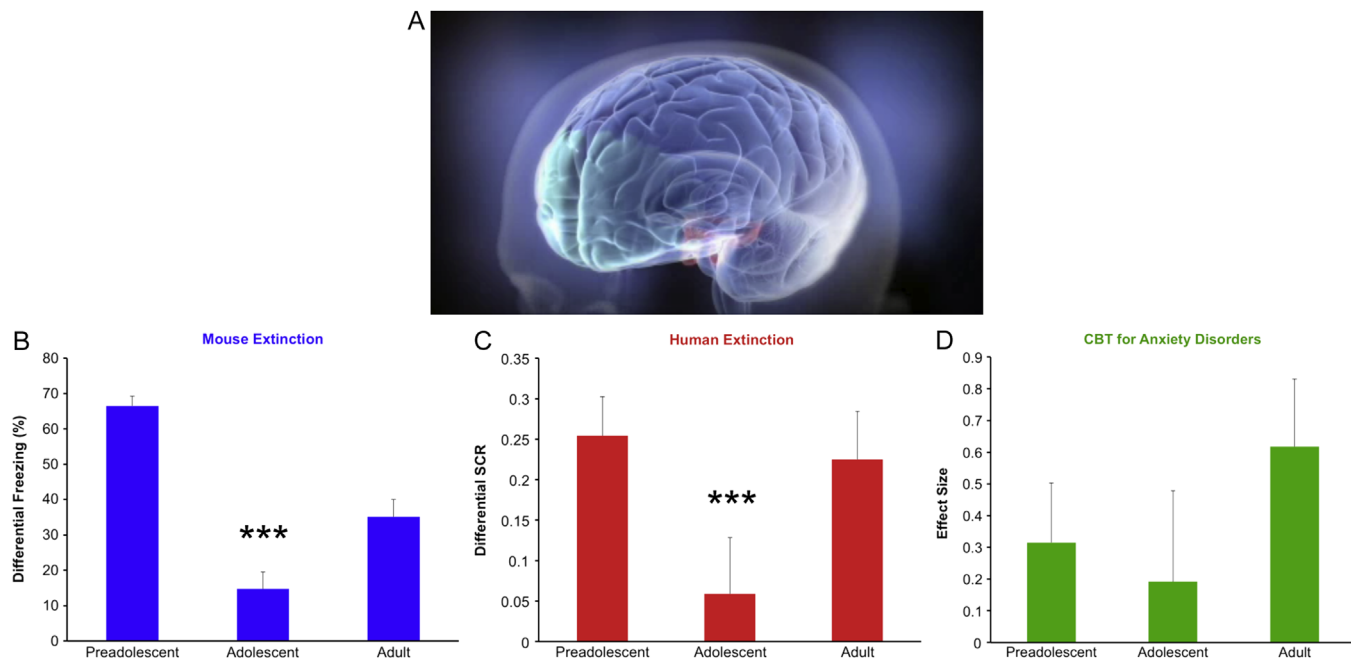 A
B
Mouse Extinction
Differential Freezing (%)
80
70
60
50
40
30
20
10
0
***
Preadolescent Adolescent Adult
C
Human Extinction
Differential SCR
0.35
0.3
0.25
0.2
0.15
0.1
0.05
0
***
Preadolescent Adolescent Adult
D
CBT for Anxiety Disorders
Effect Size
0.9
0.8
0.7
0.6
0.5
0.4
0.3
0.2
0.1
0
Preadolescent Adolescent Adult